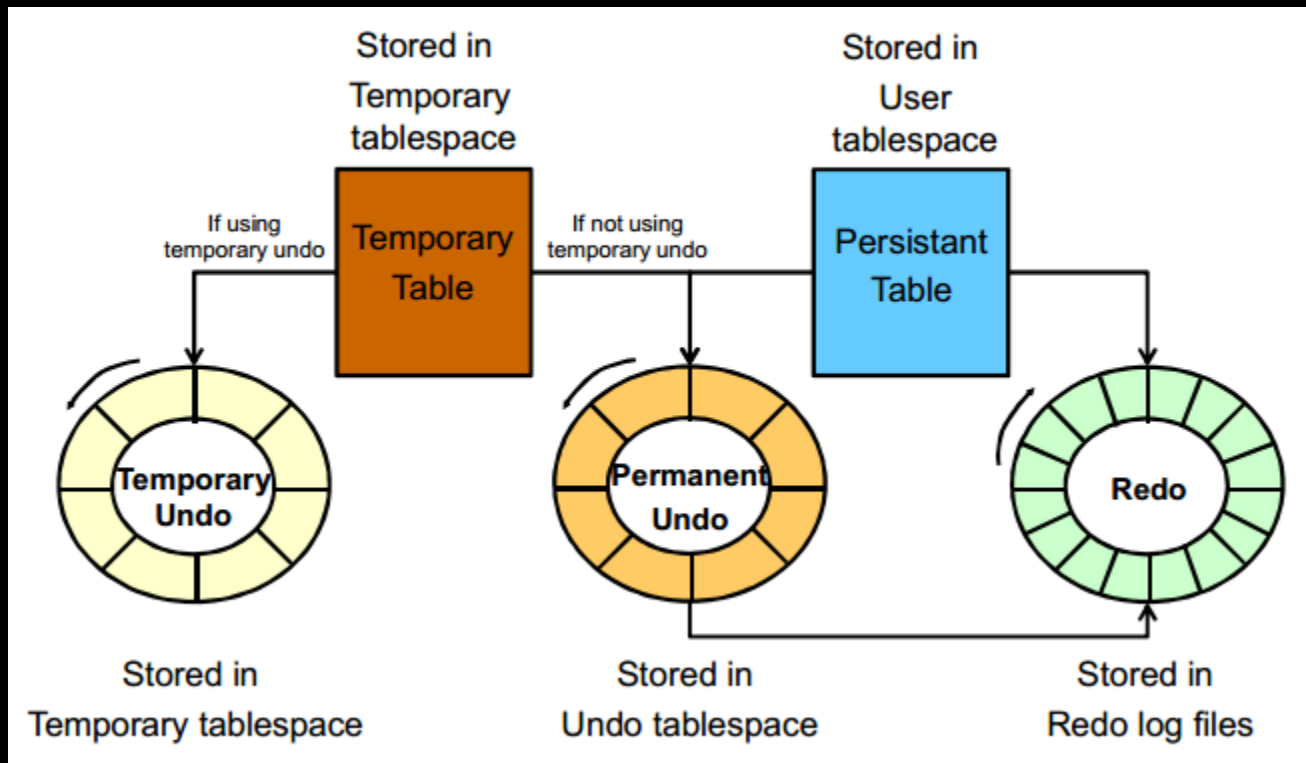 Stored in
Temporary
tablespace
Stored in
User
tablespace
If using
temporary undo
Temporary
Table
If not using
temporary undo
Persistant
Table
Temporary
Undo
Permanent
Undo
Redo
Stored in
Temporary tablespace
Stored in
Undo tablespace
Stored in
Redo log files